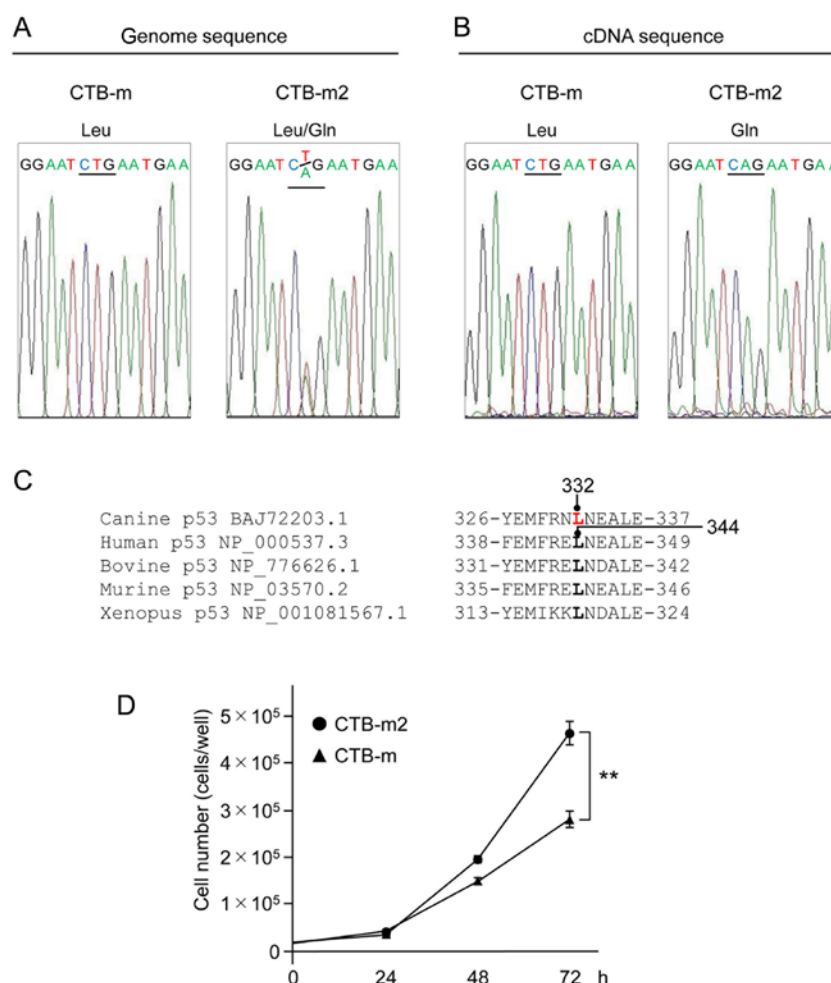 A
Genome sequence
CTB-m
CTB-m2
Leu
Leu/Gln
GGAATCTGAATGAA
GGAATCT/AGAATGAA
B
cDNA sequence
CTB-m
CTB-m2
Leu
Gln
GGAATCTGAATGAA
GGAATCAGAATGAA
C
332
Canine p53 BAJ72203.1 326-YEMFRNLNEALE-337
344
Human p53 NP_000537.3 338-FEMFRELNEALE-349
Bovine p53 NP_776626.1 331-YEMFRELNDALE-342
Murine p53 NP_03570.2 335-FEMFRELNEALE-346
Xenopus p53 NP_001081567.1 313-YEMIKKLNDALE-324
D
Cell number (cells/well)
5×10⁵
4×10⁵
3×10⁵
2×10⁵
1×10⁵
0
CTB-m2
CTB-m
**
0 24 48 72 h